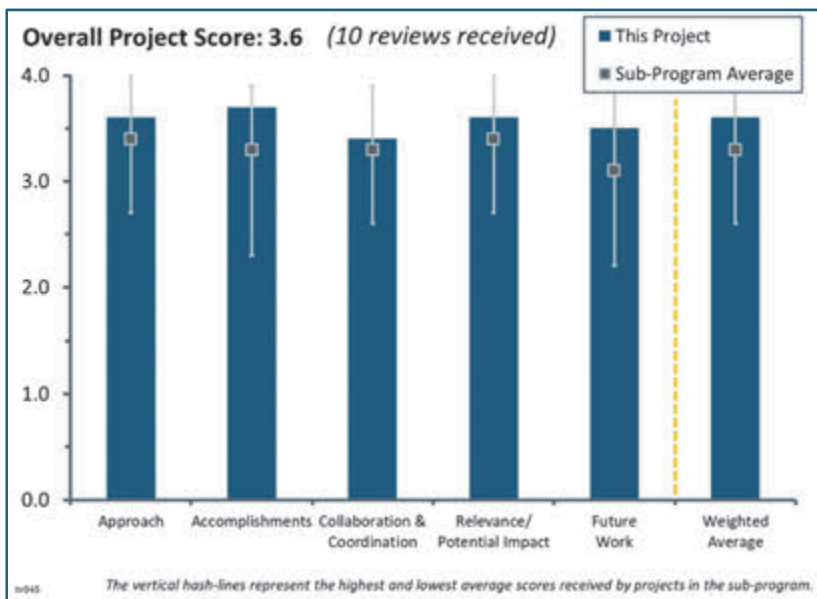 Overall Project Score: 3.6 (10 reviews received)
This Project
Sub-Program Average
4.0
3.0
2.0
1.0
0.0
Approach
Accomplishments
Collaboration &
Coordination
Relevance/
Potential Impact
Future
Work
Weighted
Average
The vertical hash-lines represent the highest and lowest average scores received by projects in the sub-program.